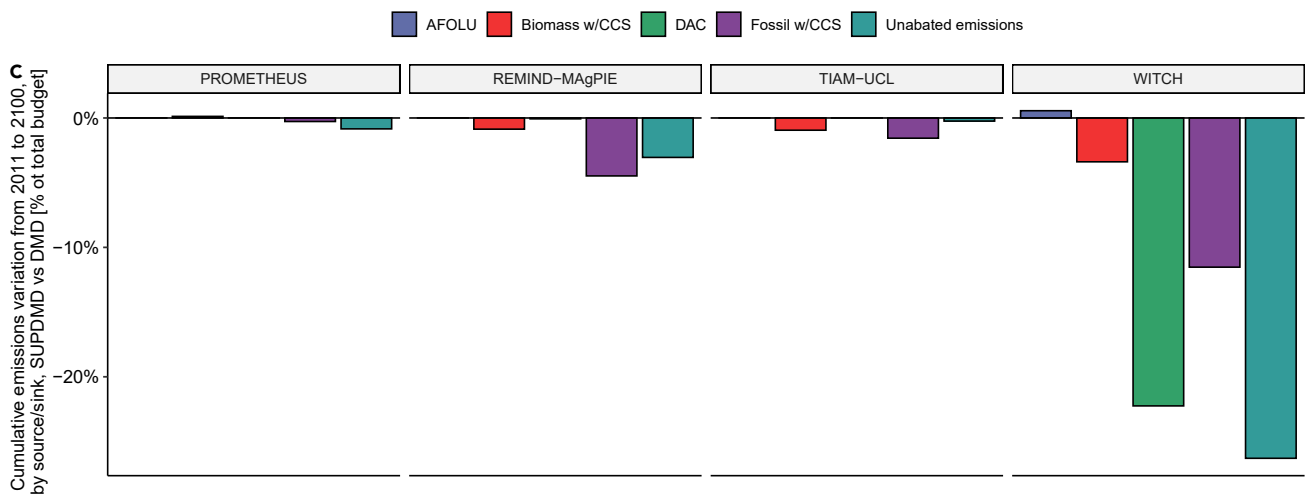 AFOLU Biomass w/CCS DAC Fossil w/CCS Unabated emissions
C
PROMETHEUS REMIND−MAgPIE TIAM−UCL WITCH
Cumulative emissions variation from 2011 to 2100,
by source/sink, SUPDMD vs DMD [% ot total budget]
0%
−10%
−20%